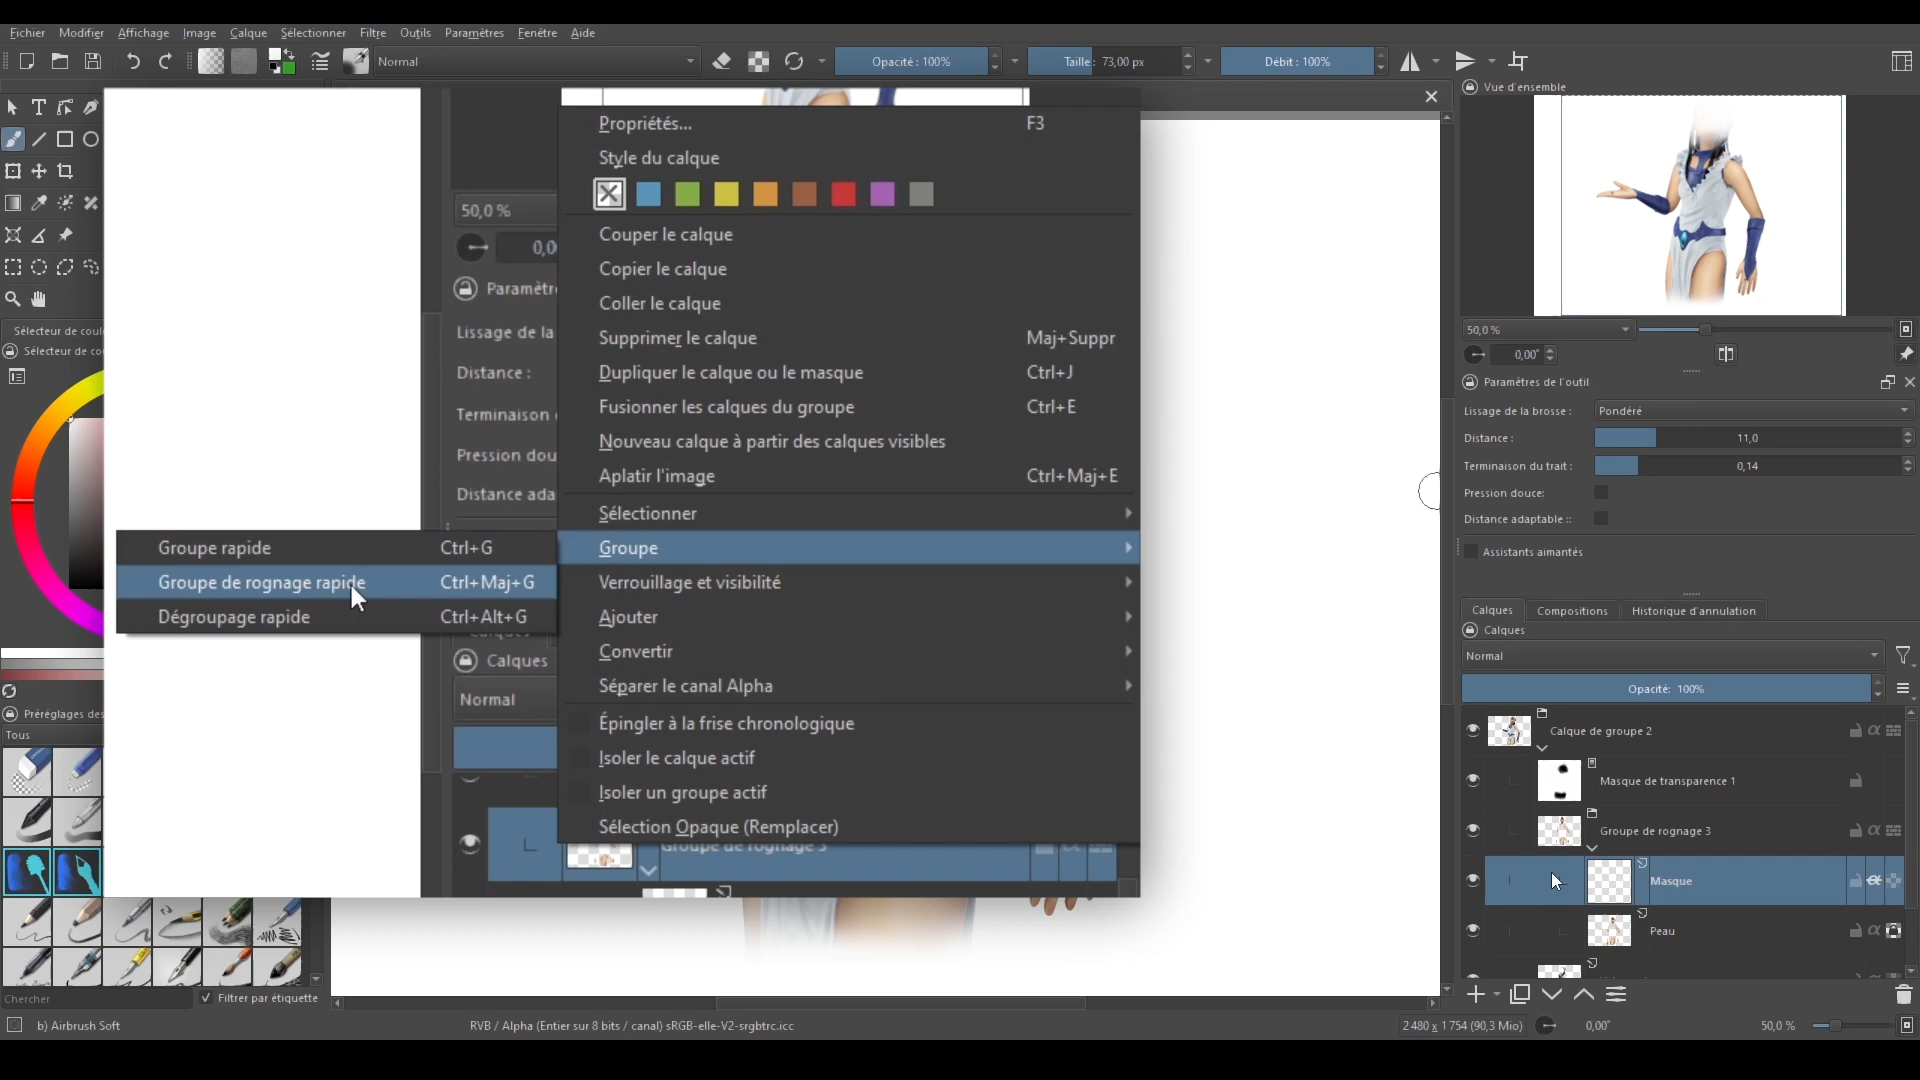 Fichier Modifier Affichage Image Calque Sélectionner Filtre Outils Paramètres Fenêtre Aide
Normal Opacité : 100% Taille : 73,00 px Débit : 100%
Vue d'ensemble
Propriétés... F3
Style du calque
50,0 %
Couper le calque
Copier le calque
Coller le calque
Supprimer le calque Maj+Suppr
Dupliquer le calque ou le masque Ctrl+J
Fusionner les calques du groupe Ctrl+E
Nouveau calque à partir des calques visibles
Aplatir l'image Ctrl+Maj+E
Sélectionner
Groupe
Verrouillage et visibilité
Ajouter
Convertir
Séparer le canal Alpha
Épingler à la frise chronologique
Isoler le calque actif
Isoler un groupe actif
Sélection Opaque (Remplacer)
Groupe rapide Ctrl+G
Groupe de rognage rapide Ctrl+Maj+G
Dégroupage rapide Ctrl+Alt+G
0,0
Paramètr
Lissage de la
Distance :
Terminaison
Pression dou
Distance ada
Calques
Normal
Groupe de rognage 3
Sélecteur de coul
Sélecteur de co
Préréglages des
Tous
Chercher
Filtrer par étiquette
50,0 %
0,00°
Paramètres de l'outil
Lissage de la brosse : Pondéré
Distance : 11,0
Terminaison du trait : 0,14
Pression douce:
Distance adaptable ::
Assistants aimantés
Calques Compositions Historique d'annulation
Calques
Normal
Opacité: 100%
Calque de groupe 2
Masque de transparence 1
Groupe de rognage 3
Masque
Peau
b) Airbrush Soft
RVB / Alpha (Entier sur 8 bits / canal) sRGB-elle-V2-srgbtrc.icc
2 480 x 1 754 (90,3 Mio)
0,00°
50,0 %